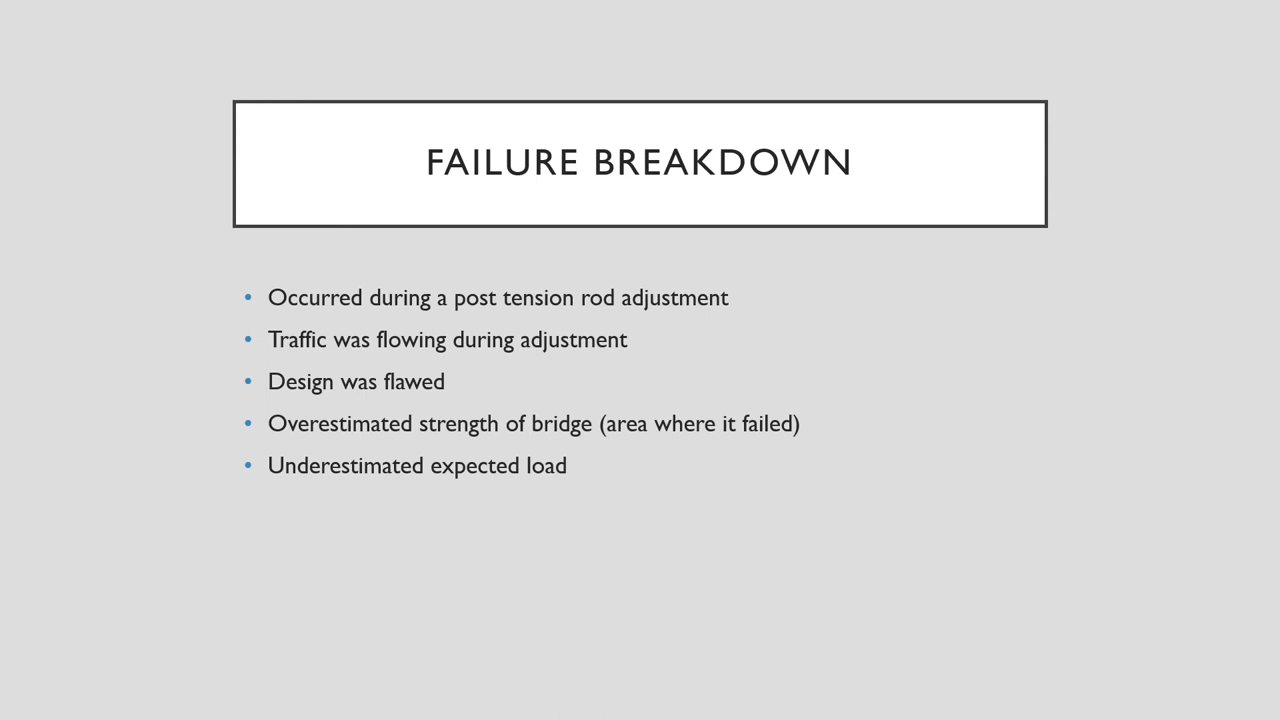 FAILURE BREAKDOWN
• Occurred during a post tension rod adjustment
• Traffic was flowing during adjustment
• Design was flawed
• Overestimated strength of bridge (area where it failed)
• Underestimated expected load